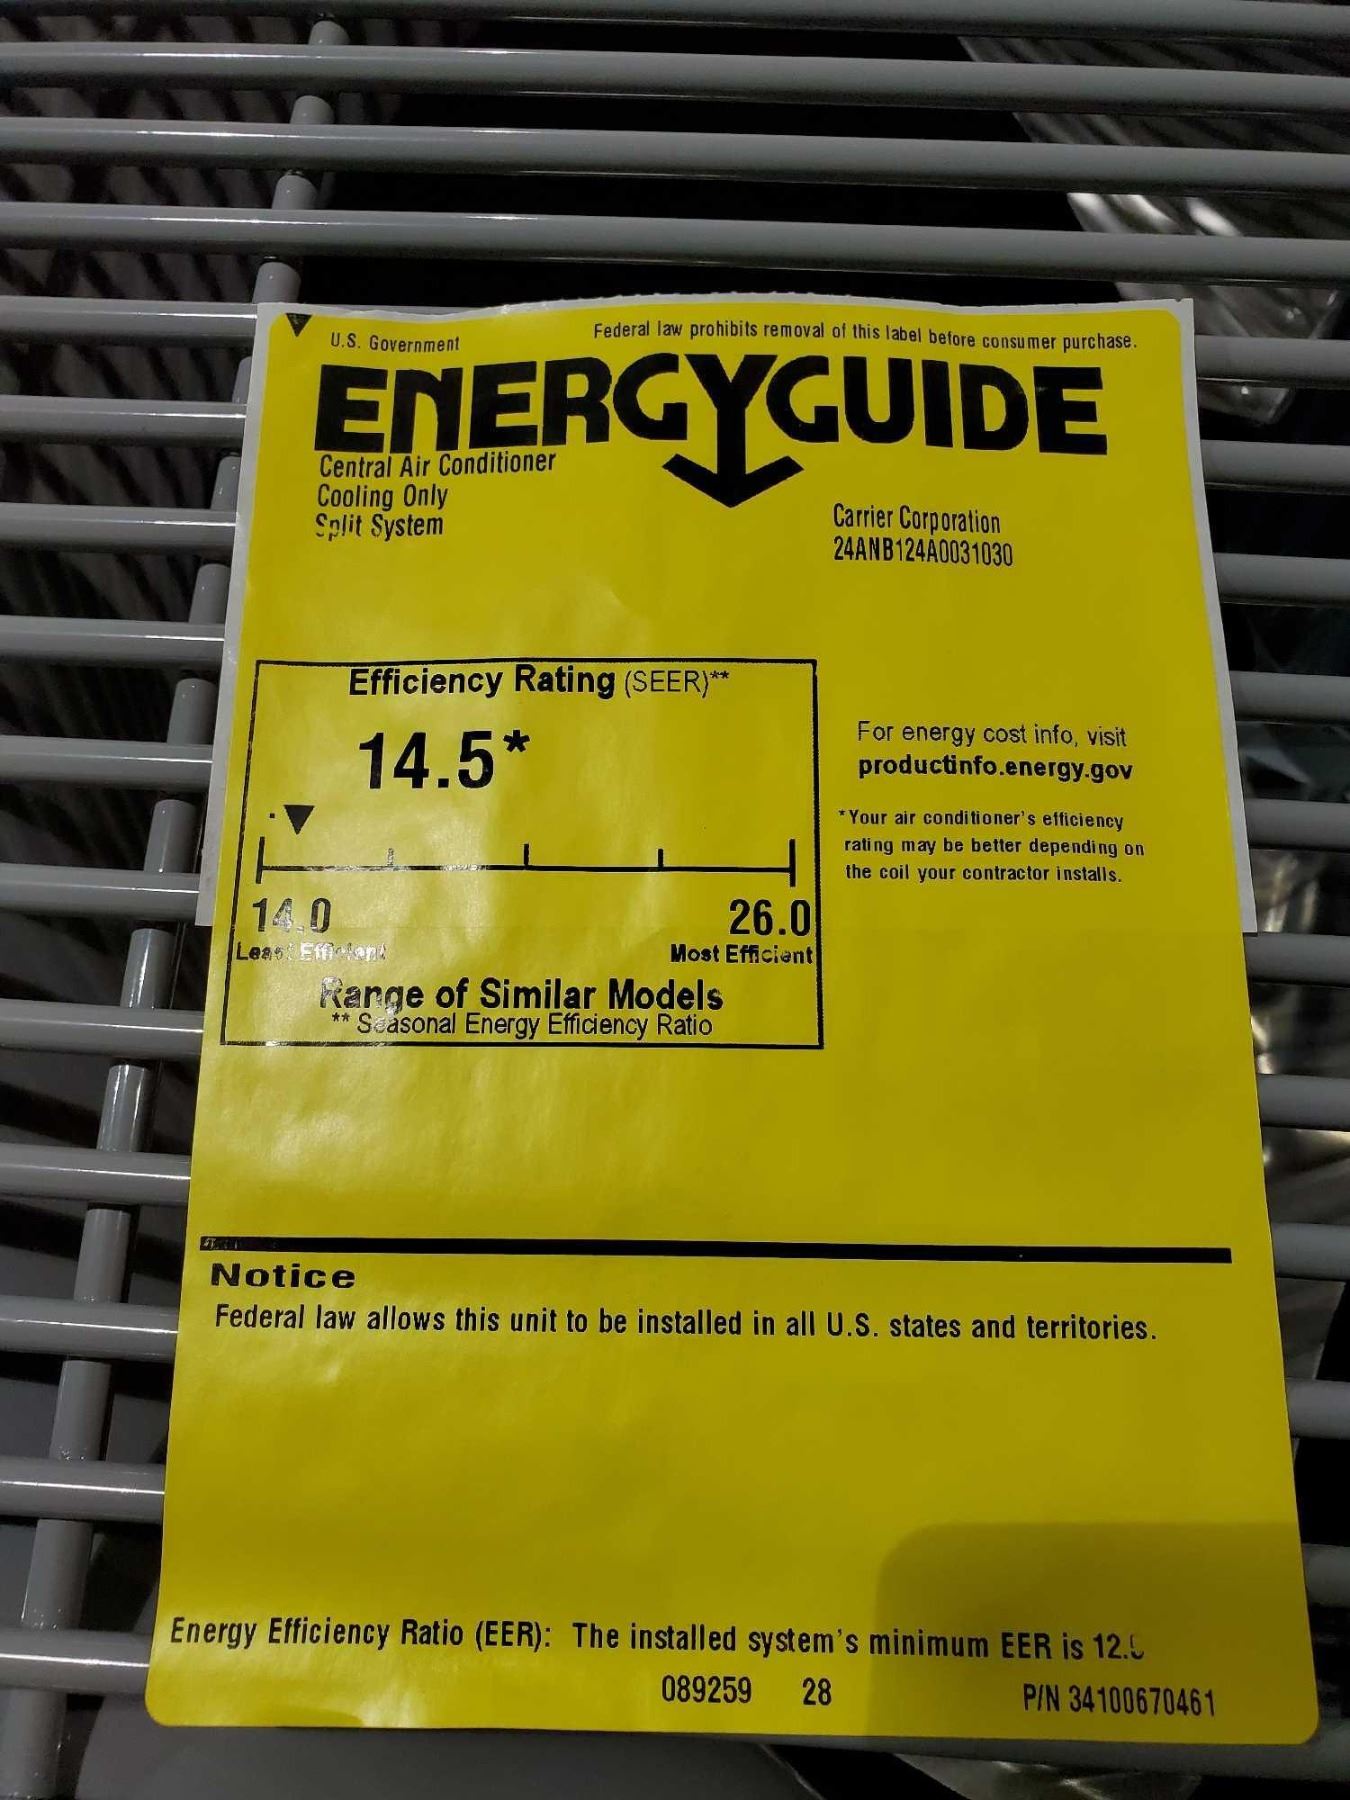 U.S. Government
Federal law prohibits removal of this label before consumer purchase.
ENERGYGUIDE
Central Air Conditioner
Cooling Only
Split System
Carrier Corporation
24ANB124A0031030
Efficiency Rating (SEER)**
14.5*
14.0
26.0
Least Efficient
Most Efficient
Range of Similar Models
** Seasonal Energy Efficiency Ratio
For energy cost info, visit
productinfo.energy.gov
*Your air conditioner's efficiency
rating may be better depending on
the coil your contractor installs.
Notice
Federal law allows this unit to be installed in all U.S. states and territories.
Energy Efficiency Ratio (EER): The installed system's minimum EER is
089259 28
P/N 34100670461